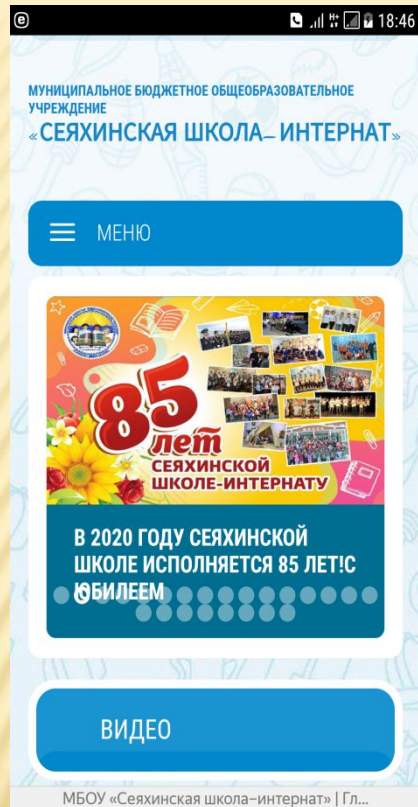 18:46
МУНИЦИПАЛЬНОЕ БЮДЖЕТНОЕ ОБЩЕОБРАЗОВАТЕЛЬНОЕ
УЧРЕЖДЕНИЕ
«СЕЯХИНСКАЯ ШКОЛА– ИНТЕРНАТ»
МЕНЮ
85
лет
СЕЯХИНСКОЙ
ШКОЛЕ-ИНТЕРНАТУ
В 2020 ГОДУ СЕЯХИНСКОЙ
ШКОЛЕ ИСПОЛНЯЕТСЯ 85 ЛЕТ!С
ЮБИЛЕЕМ
ВИДЕО
МБОУ «Сеяхинская школа-интернат» | Гл...